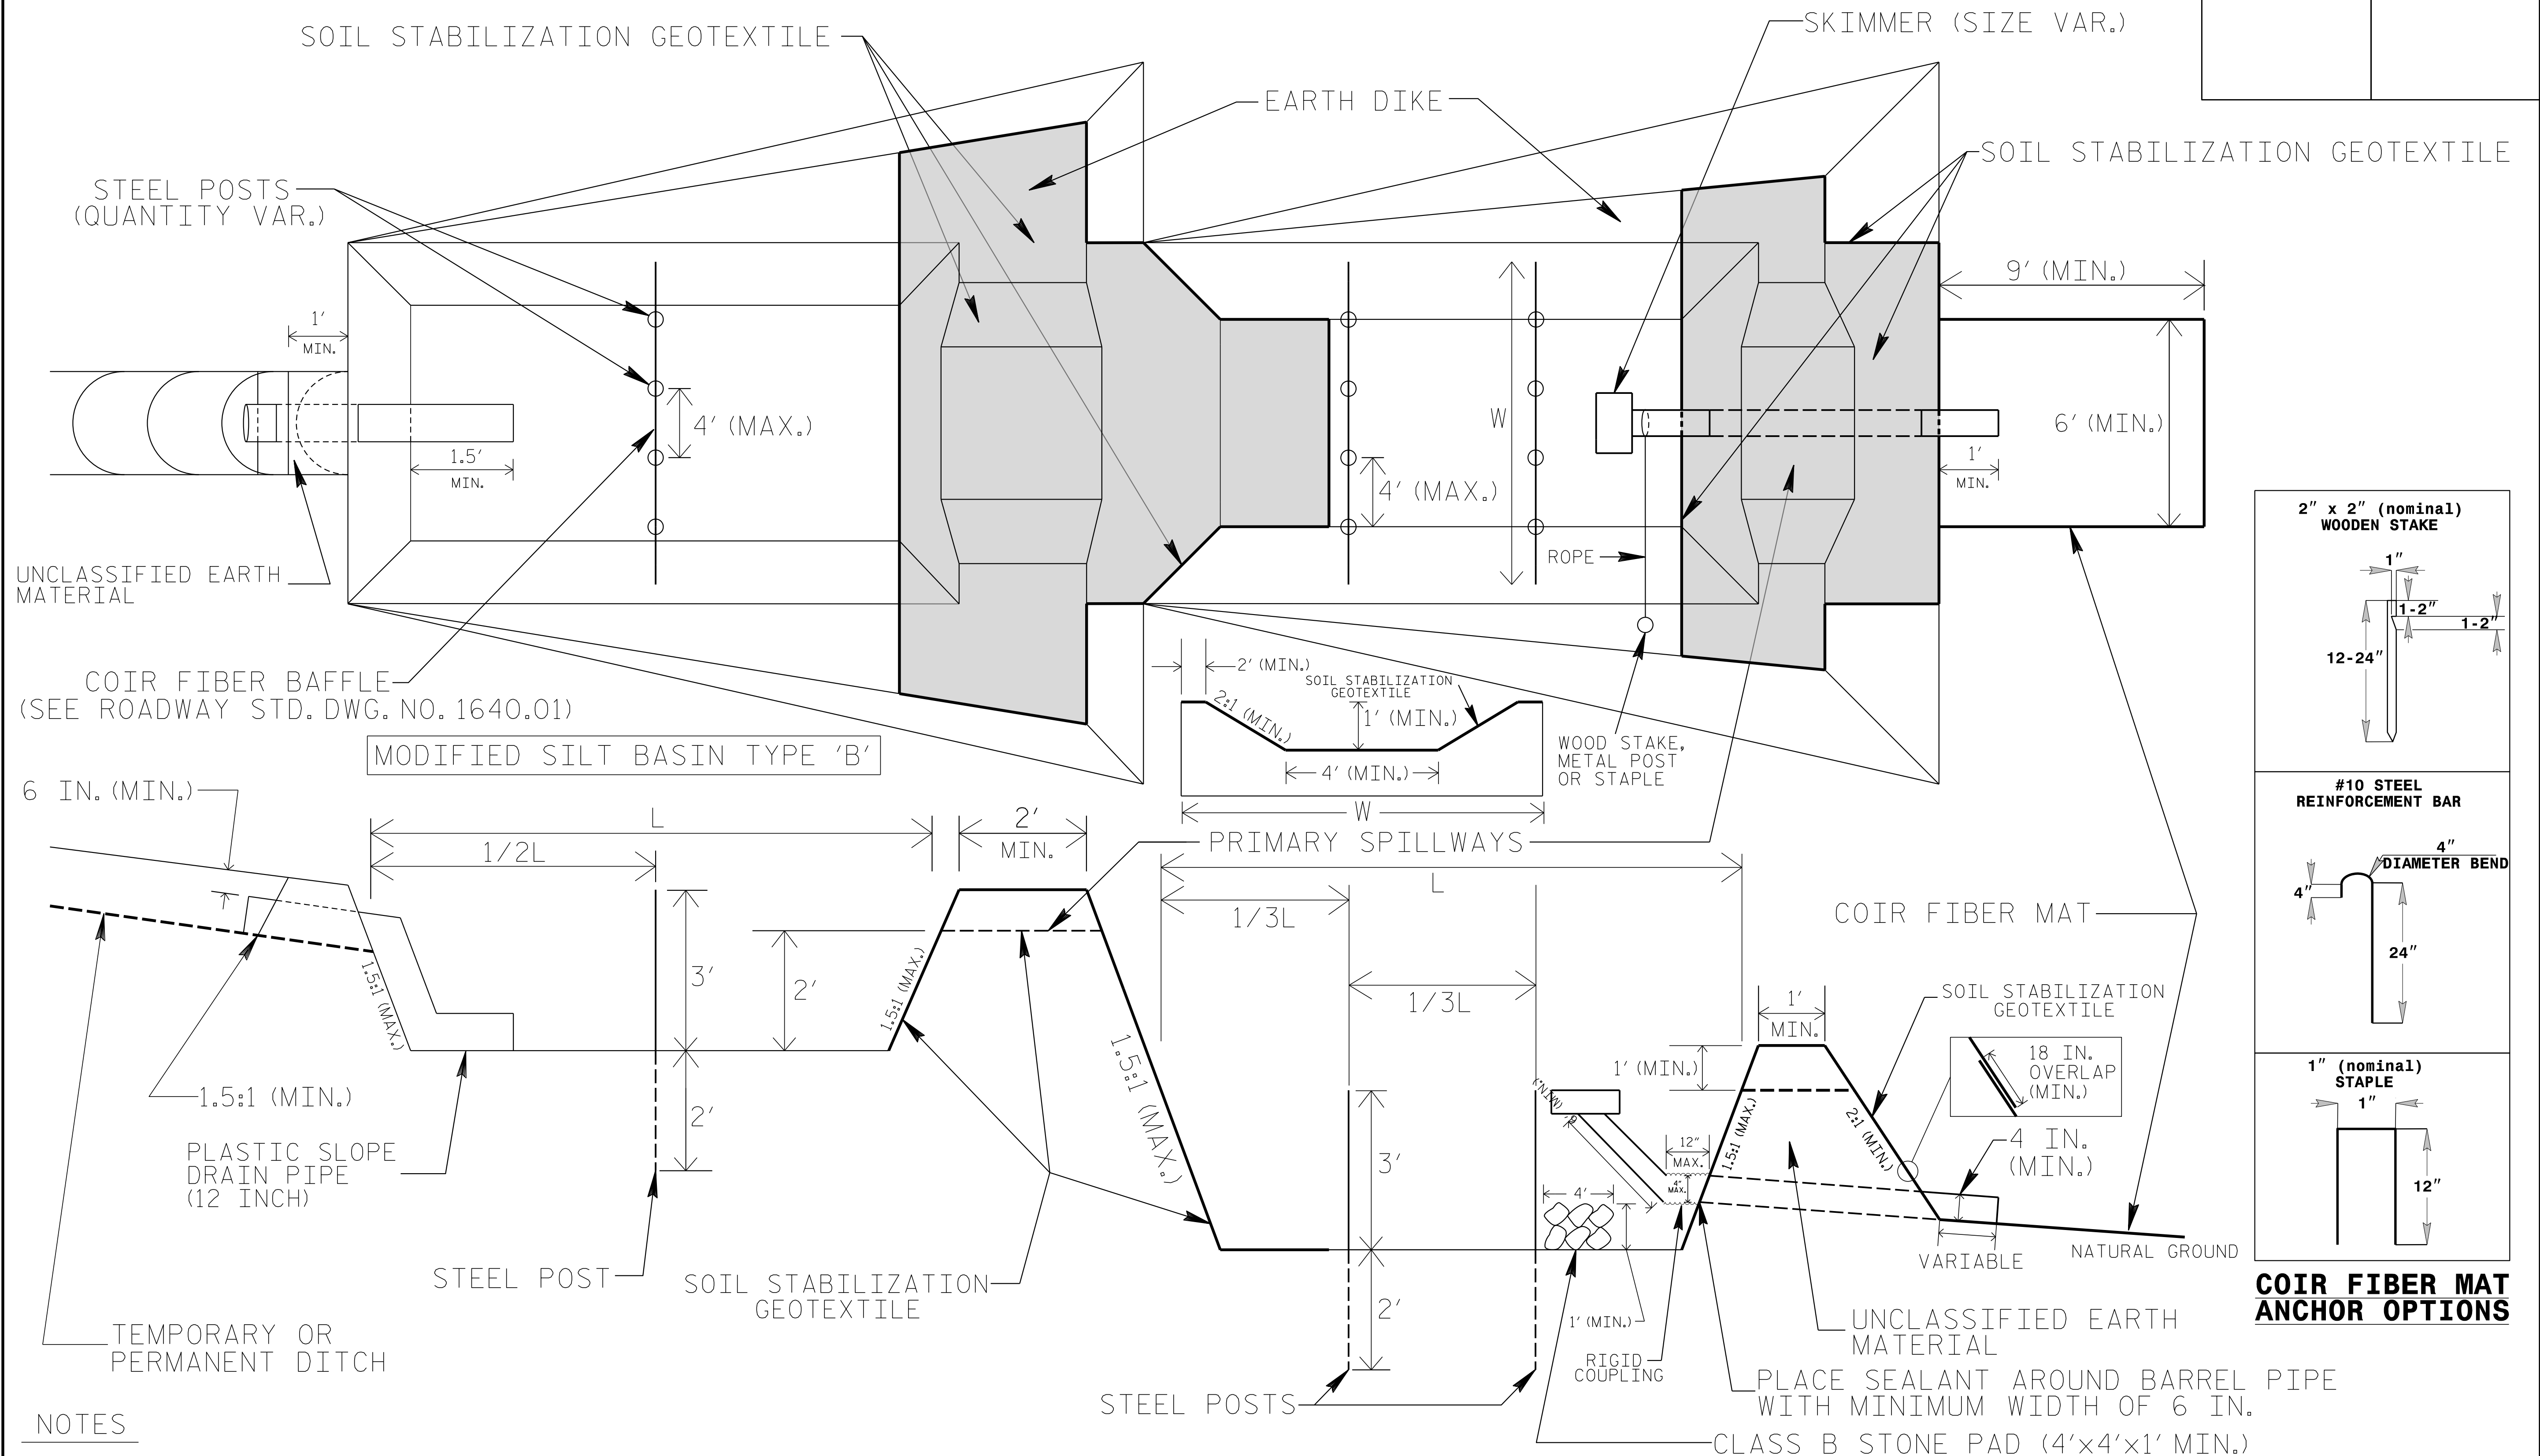 SOIL STABILIZATION GEOTEXTILE
SKIMMER (SIZE VAR.)
EARTH DIKE
SOIL STABILIZATION GEOTEXTILE
STEEL POSTS
(QUANTITY VAR.)
9' (MIN.)
1'
MIN.
4' (MAX.)
W
6' (MIN.)
1.5'
MIN.
1'
MIN.
4' (MAX.)
ROPE
UNCLASSIFIED EARTH
MATERIAL
COIR FIBER BAFFLE
(SEE ROADWAY STD. DWG. NO. 1640.01)
2' (MIN.)
SOIL STABILIZATION
GEOTEXTILE
2:1 (MIN.)
1' (MIN.)
4' (MIN.)
W
WOOD STAKE,
METAL POST
OR STAPLE
MODIFIED SILT BASIN TYPE 'B'
6 IN. (MIN.)
L
1/2L
2'
MIN.
PRIMARY SPILLWAYS
L
1/3L
1/3L
COIR FIBER MAT
1.5:1 (MAX.)
3'
2'
1.5:1 (MAX.)
2'
1.5:1 (MAX.)
1.5:1 (MIN.)
PLASTIC SLOPE
DRAIN PIPE
(12 INCH)
STEEL POST
SOIL STABILIZATION
GEOTEXTILE
TEMPORARY OR
PERMANENT DITCH
1'
MIN.
1' (MIN.)
SOIL STABILIZATION
GEOTEXTILE
18 IN.
OVERLAP
(MIN.)
6' (MIN.)
12"
MAX.
4"
MAX.
1.5:1 (MAX.)
2:1 (MIN.)
4 IN.
(MIN.)
3'
4'
2'
1' (MIN.)
VARIABLE
NATURAL GROUND
RIGID
COUPLING
UNCLASSIFIED EARTH
MATERIAL
STEEL POSTS
PLACE SEALANT AROUND BARREL PIPE
WITH MINIMUM WIDTH OF 6 IN.
CLASS B STONE PAD (4'x4'x1' MIN.)
NOTES
2" x 2" (nominal)
WOODEN STAKE
1"
1-2"
1-2"
12-24"
#10 STEEL
REINFORCEMENT BAR
4"
DIAMETER BEND
4"
24"
1" (nominal)
STAPLE
1"
12"
COIR FIBER MAT
ANCHOR OPTIONS